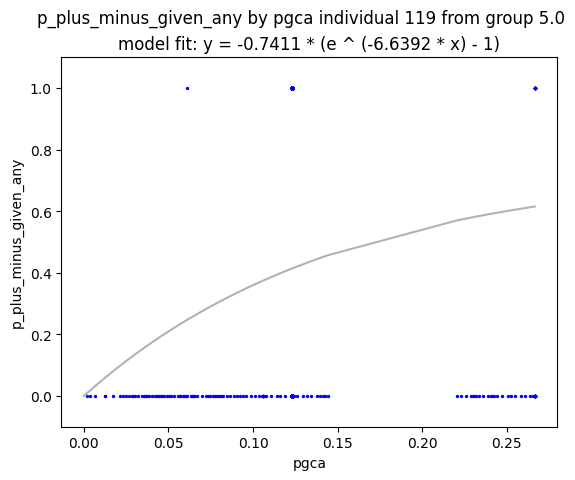 p_plus_minus_given_any by pgca individual 119 from group 5.0
model fit: y = -0.7411 * (e ^ (-6.6392 * x) - 1)
1.0
0.8
0.6
0.4
0.2
0.0
p_plus_minus_given_any
0.00 0.05 0.10 0.15 0.20 0.25
pgca